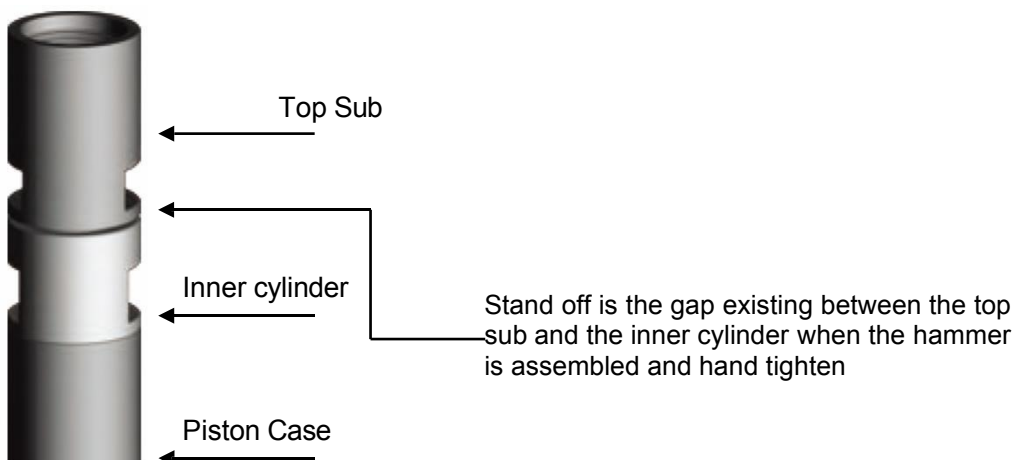 Top Sub
Inner cylinder
Stand off is the gap existing between the top
sub and the inner cylinder when the hammer
is assembled and hand tighten
Piston Case